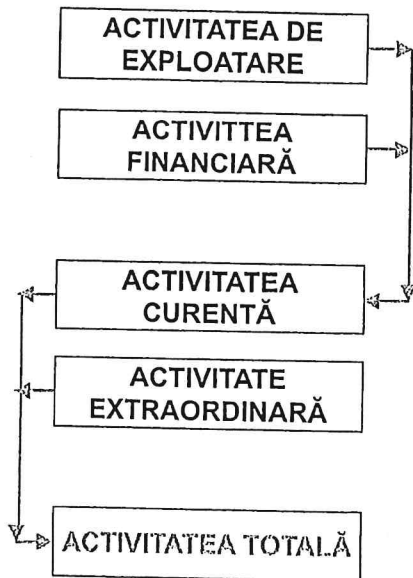 ACTIVITATEA DE
EXPLOATARE
ACTIVITTEA
FINANCIARĂ
ACTIVITATEA
CURENTĂ
ACTIVITATE
EXTRAORDINARĂ
ACTIVITATEA TOTALĂ